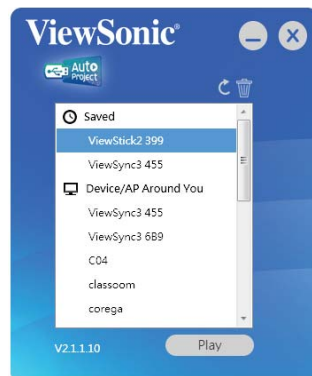 ViewSonic®
Auto
Project
Saved
ViewStick2 399
ViewSync3 455
Device/AP Around You
ViewSync3 455
ViewSync3 6B9
C04
classoom
corega
V2.1.1.10
Play